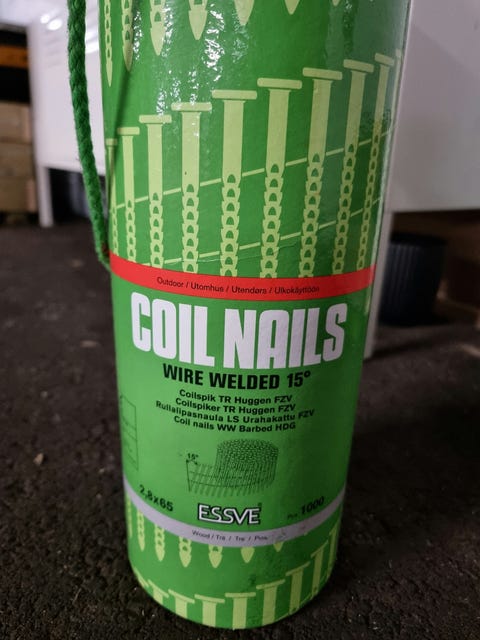 Outdoor / Utomhus / Utendørs / Ulkokäyttöön
COIL NAILS
WIRE WELDED 15°
Coilspik TR Huggen FZV
Coilspiker TR Huggen FZV
Rullalipasnaula LS Urahakattu FZV
Coil nails WW Barbed HDG
15°
2,8x65
ESSVE
Pcs 1000
Wood / Trä / Tre / Puu